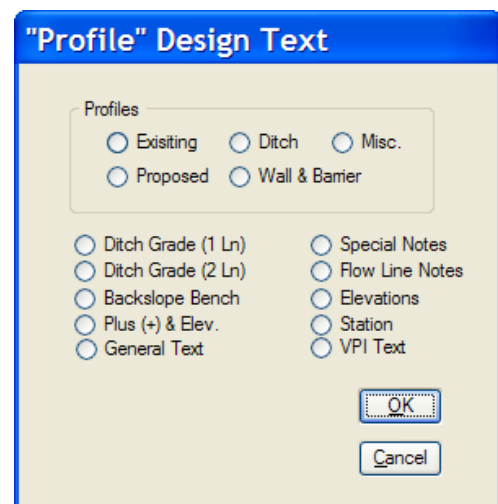 "Profile" Design Text
Profiles
Exisiting Ditch Misc.
Proposed Wall & Barrier
Ditch Grade (1 Ln) Special Notes
Ditch Grade (2 Ln) Flow Line Notes
Backslope Bench Elevations
Plus (+) & Elev. Station
General Text VPI Text
OK
Cancel